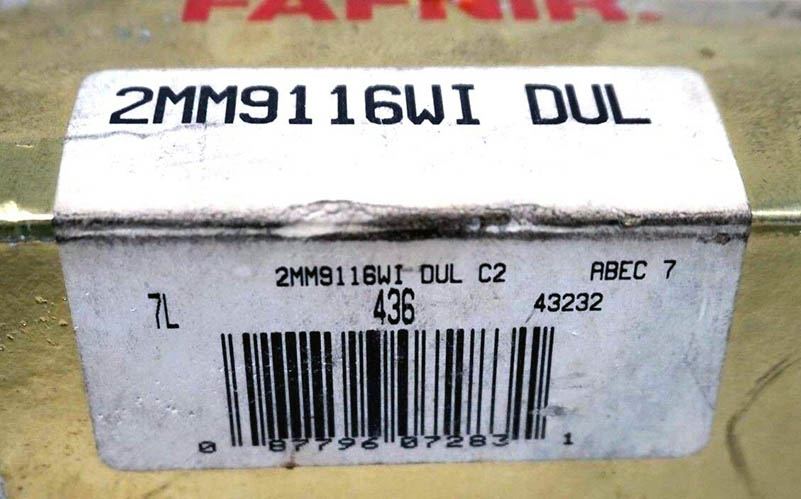 FAFNIR.
2MM9116WI DUL
2MM9116WI DUL C2 ABEC 7
7L 436 43232
0 87796 07283 1